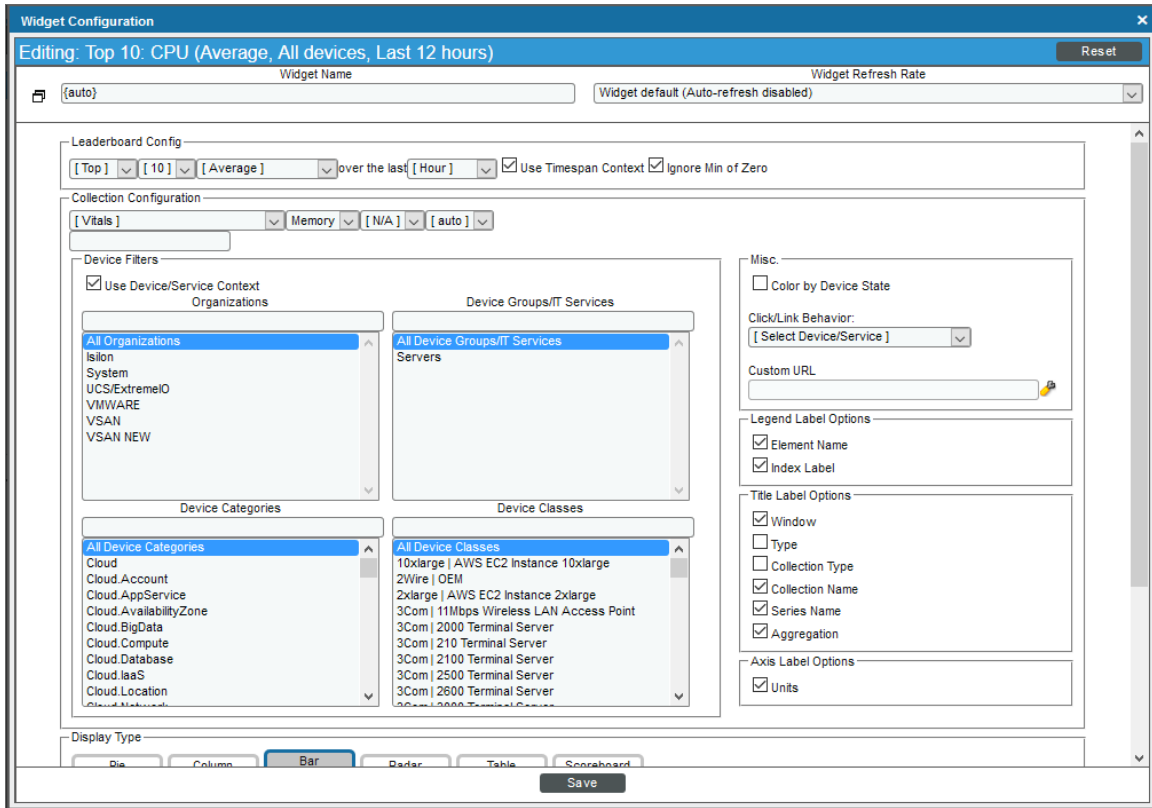 Widget Configuration
Editing: Top 10: CPU (Average, All devices, Last 12 hours)
Reset
Widget Name
Widget Refresh Rate
{auto}
Widget default (Auto-refresh disabled)
Leaderboard Config
[ Top ] [ 10 ] [ Average ] over the last [ Hour ] Use Timespan Context Ignore Min of Zero
Collection Configuration
[ Vitals ] Memory [ N/A ] [ auto ]
Device Filters
Use Device/Service Context
Organizations
All Organizations
Isilon
System
UCS/ExtremeIO
VMWARE
VSAN
VSAN NEW
Device Groups/IT Services
All Device Groups/IT Services
Servers
Device Categories
All Device Categories
Cloud
Cloud.Account
Cloud.AppService
Cloud.AvailabilityZone
Cloud.BigData
Cloud.Compute
Cloud.Database
Cloud.IaaS
Cloud.Location
Cloud.Network
Device Classes
All Device Classes
10xlarge | AWS EC2 Instance 10xlarge
2Wire | OEM
2xlarge | AWS EC2 Instance 2xlarge
3Com | 11Mbps Wireless LAN Access Point
3Com | 2000 Terminal Server
3Com | 210 Terminal Server
3Com | 2100 Terminal Server
3Com | 2500 Terminal Server
3Com | 2600 Terminal Server
Misc.
Color by Device State
Click/Link Behavior:
[ Select Device/Service ]
Custom URL
Legend Label Options
Element Name
Index Label
Title Label Options
Window
Type
Collection Type
Collection Name
Series Name
Aggregation
Axis Label Options
Units
Display Type
Pie
Column
Bar
Radar
Table
Scoreboard
Save